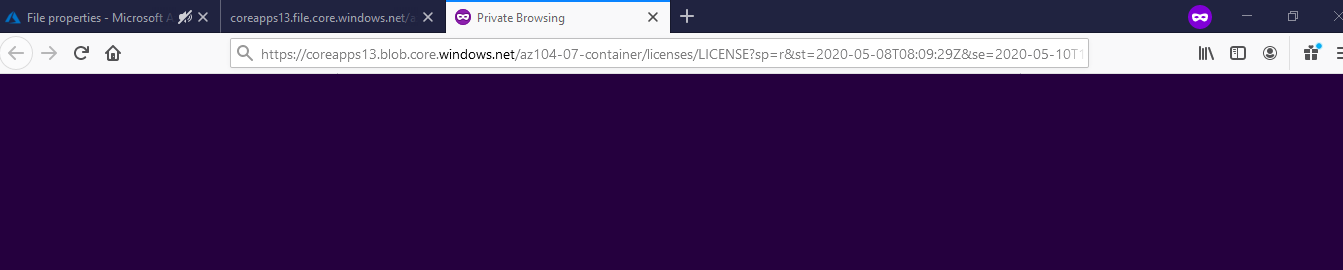 File properties - Microsoft A
coreapps13.file.core.windows.net/a
Private Browsing
https://coreapps13.blob.core.windows.net/az104-07-container/licenses/LICENSE?sp=r&st=2020-05-08T08:09:29Z&se=2020-05-10T1